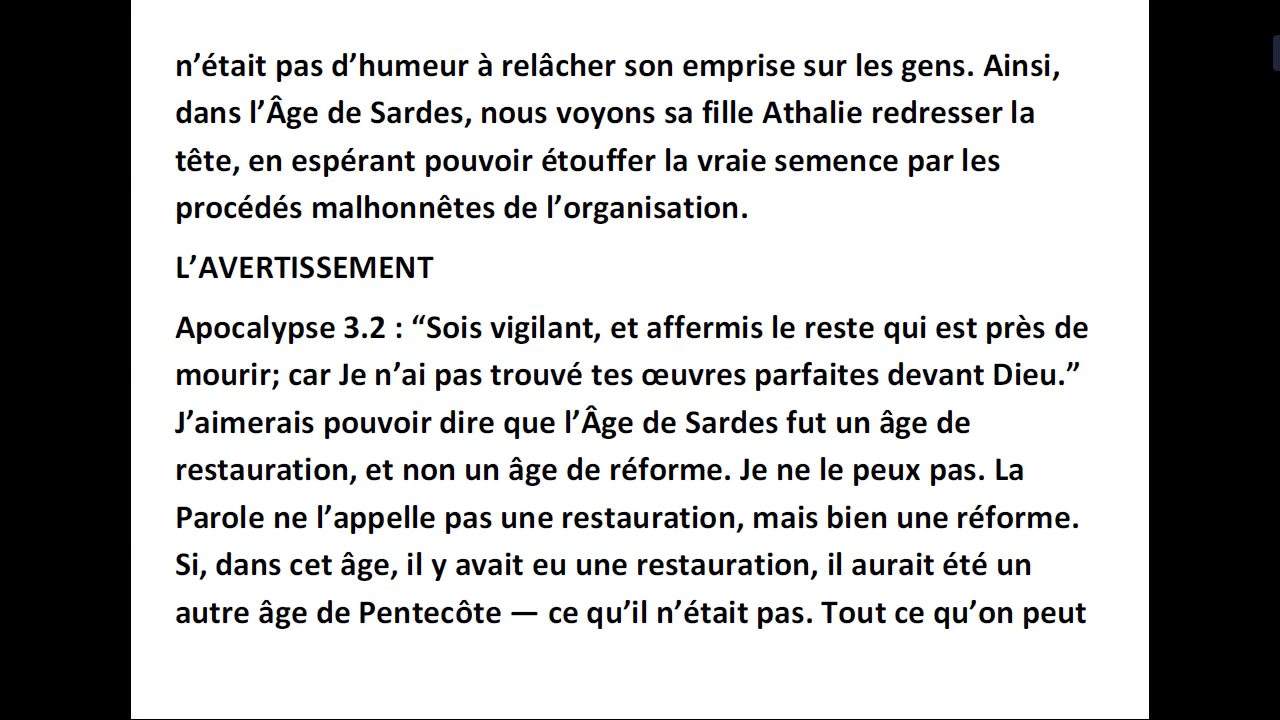 n’était pas d’humeur à relâcher son emprise sur les gens. Ainsi,
dans l’Âge de Sardes, nous voyons sa fille Athalie redresser la
tête, en espérant pouvoir étouffer la vraie semence par les
procédés malhonnêtes de l’organisation.
L’AVERTISSEMENT
Apocalypse 3.2 : “Sois vigilant, et affermis le reste qui est près de
mourir; car Je n’ai pas trouvé tes œuvres parfaites devant Dieu.”
J’aimerais pouvoir dire que l’Âge de Sardes fut un âge de
restauration, et non un âge de réforme. Je ne le peux pas. La
Parole ne l’appelle pas une restauration, mais bien une réforme.
Si, dans cet âge, il y avait eu une restauration, il aurait été un
autre âge de Pentecôte — ce qu’il n’était pas. Tout ce qu’on peut